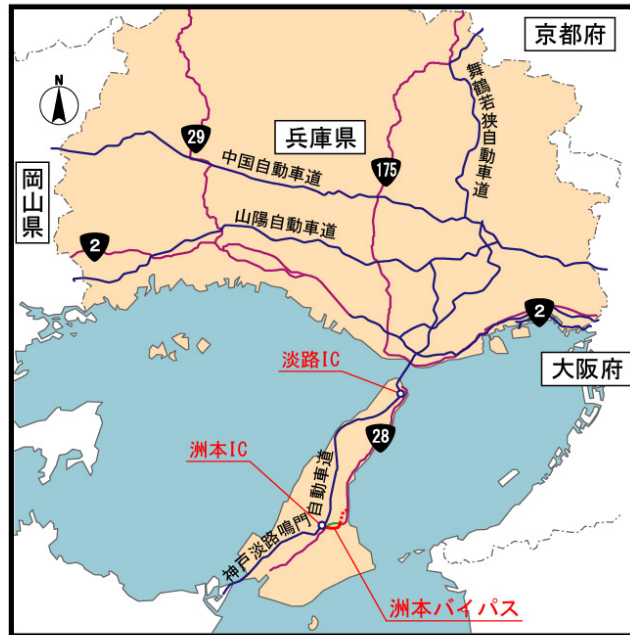 京都府
N
舞鶴若狭自動車道
29
兵庫県
中国自動車道
175
岡山県
山陽自動車道
2
2
淡路IC
大阪府
28
洲本IC
神戸淡路鳴門自動車道
洲本バイパス